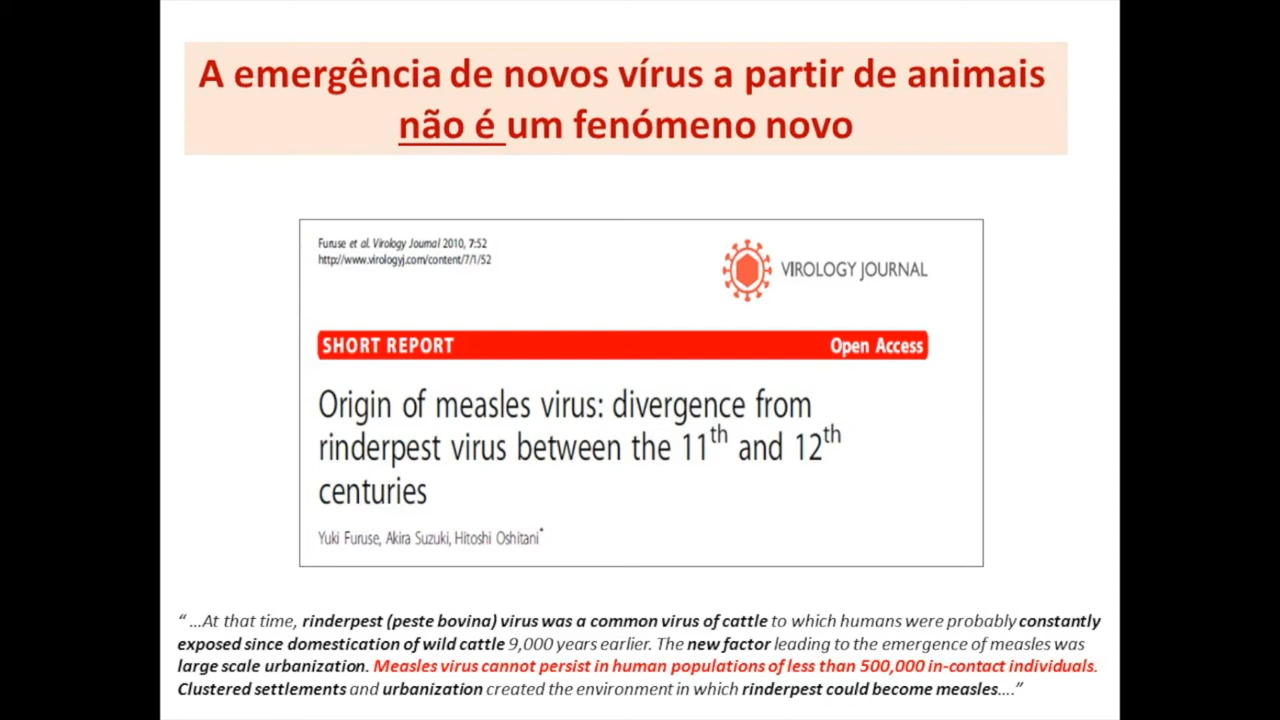 A emergência de novos vírus a partir de animais
não é um fenómeno novo
Furuse et al. Virology Journal 2010, 7:52
http://www.virologyj.com/content/7/1/52
VIROLOGY JOURNAL
SHORT REPORT Open Access
Origin of measles virus: divergence from
rinderpest virus between the 11th and 12th
centuries
Yuki Furuse, Akira Suzuki, Hitoshi Oshitani*
“ ...At that time, rinderpest (peste bovina) virus was a common virus of cattle to which humans were probably constantly
exposed since domestication of wild cattle 9,000 years earlier. The new factor leading to the emergence of measles was
large scale urbanization. Measles virus cannot persist in human populations of less than 500,000 in-contact individuals.
Clustered settlements and urbanization created the environment in which rinderpest could become measles....”